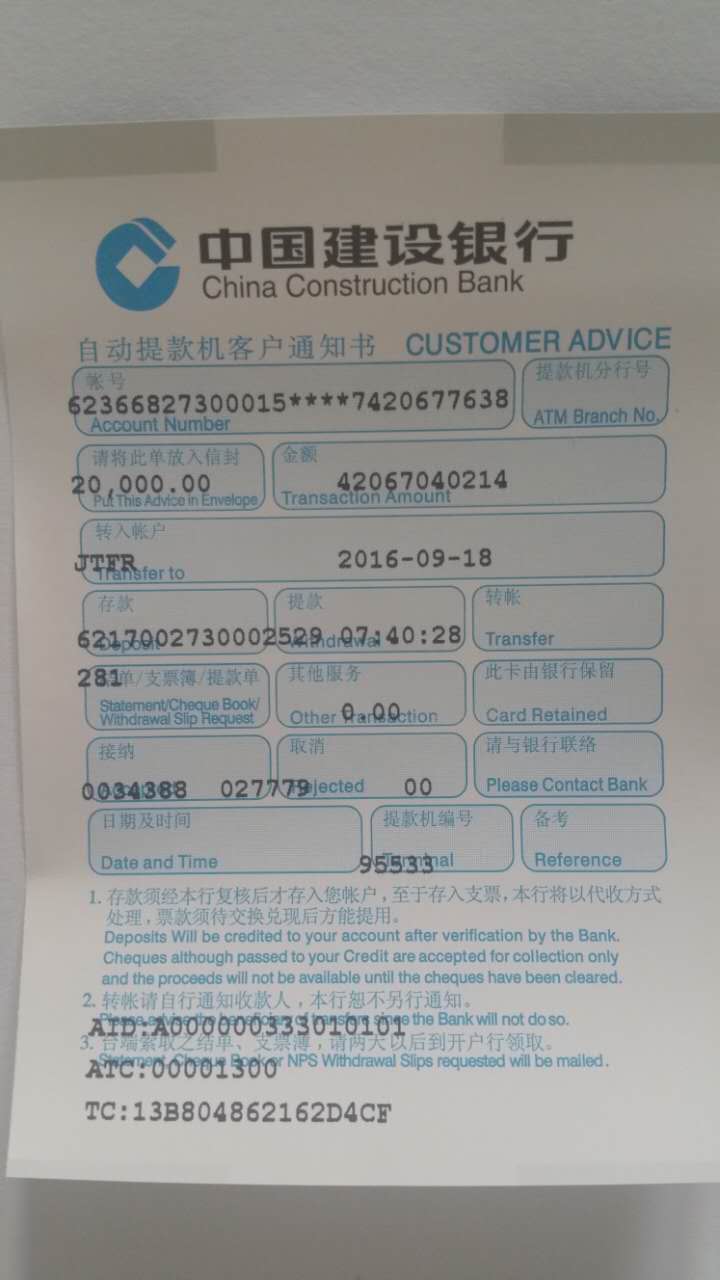 中国建设银行
China Construction Bank
自动提款机客户通知书 CUSTOMER ADVICE
帐号 提款机分行号
62366827300015****7420677638
Account Number ATM Branch No.
请将此单放入信封 金额
20,000.00 42067040214
Put This Advice in Envelope Transaction Amount
转入帐户
JTFR 2016-09-18
Transfer to
存款 提款 转帐
6217002730002529 07:40:28
Deposit Withdrawal Transfer
281 单/支票簿/提款单 其他服务 此卡由银行保留
Statement/Cheque Book/ 0.00
Withdrawal Slip Request Other Transaction Card Retained
接纳 取消 请与银行联络
0034388 027779 Rejected 00 Please Contact Bank
日期及时间 提款机编号 备考
Date and Time 95533 Terminal Reference
1. 存款须经本行复核后才存入您帐户，至于存入支票，本行将以代收方式
处理，票款须待交换兑现后方能提用。
Deposits Will be credited to your account after verification by the Bank.
Cheques although passed to your Credit are accepted for collection only
and the proceeds will not be available until the cheques have been cleared.
2. 转帐请自行通知收款人，本行恕不另行通知。
Please advise the beneficiary of transfers since the Bank will not do so.
AID:A000000333010101
3. 台端索取之结单、支票薄，请两天以后到开户行领取。
Statement, Cheque Book or NPS Withdrawal Slips requested will be mailed.
ATC:00001300
TC:13B804862162D4CF